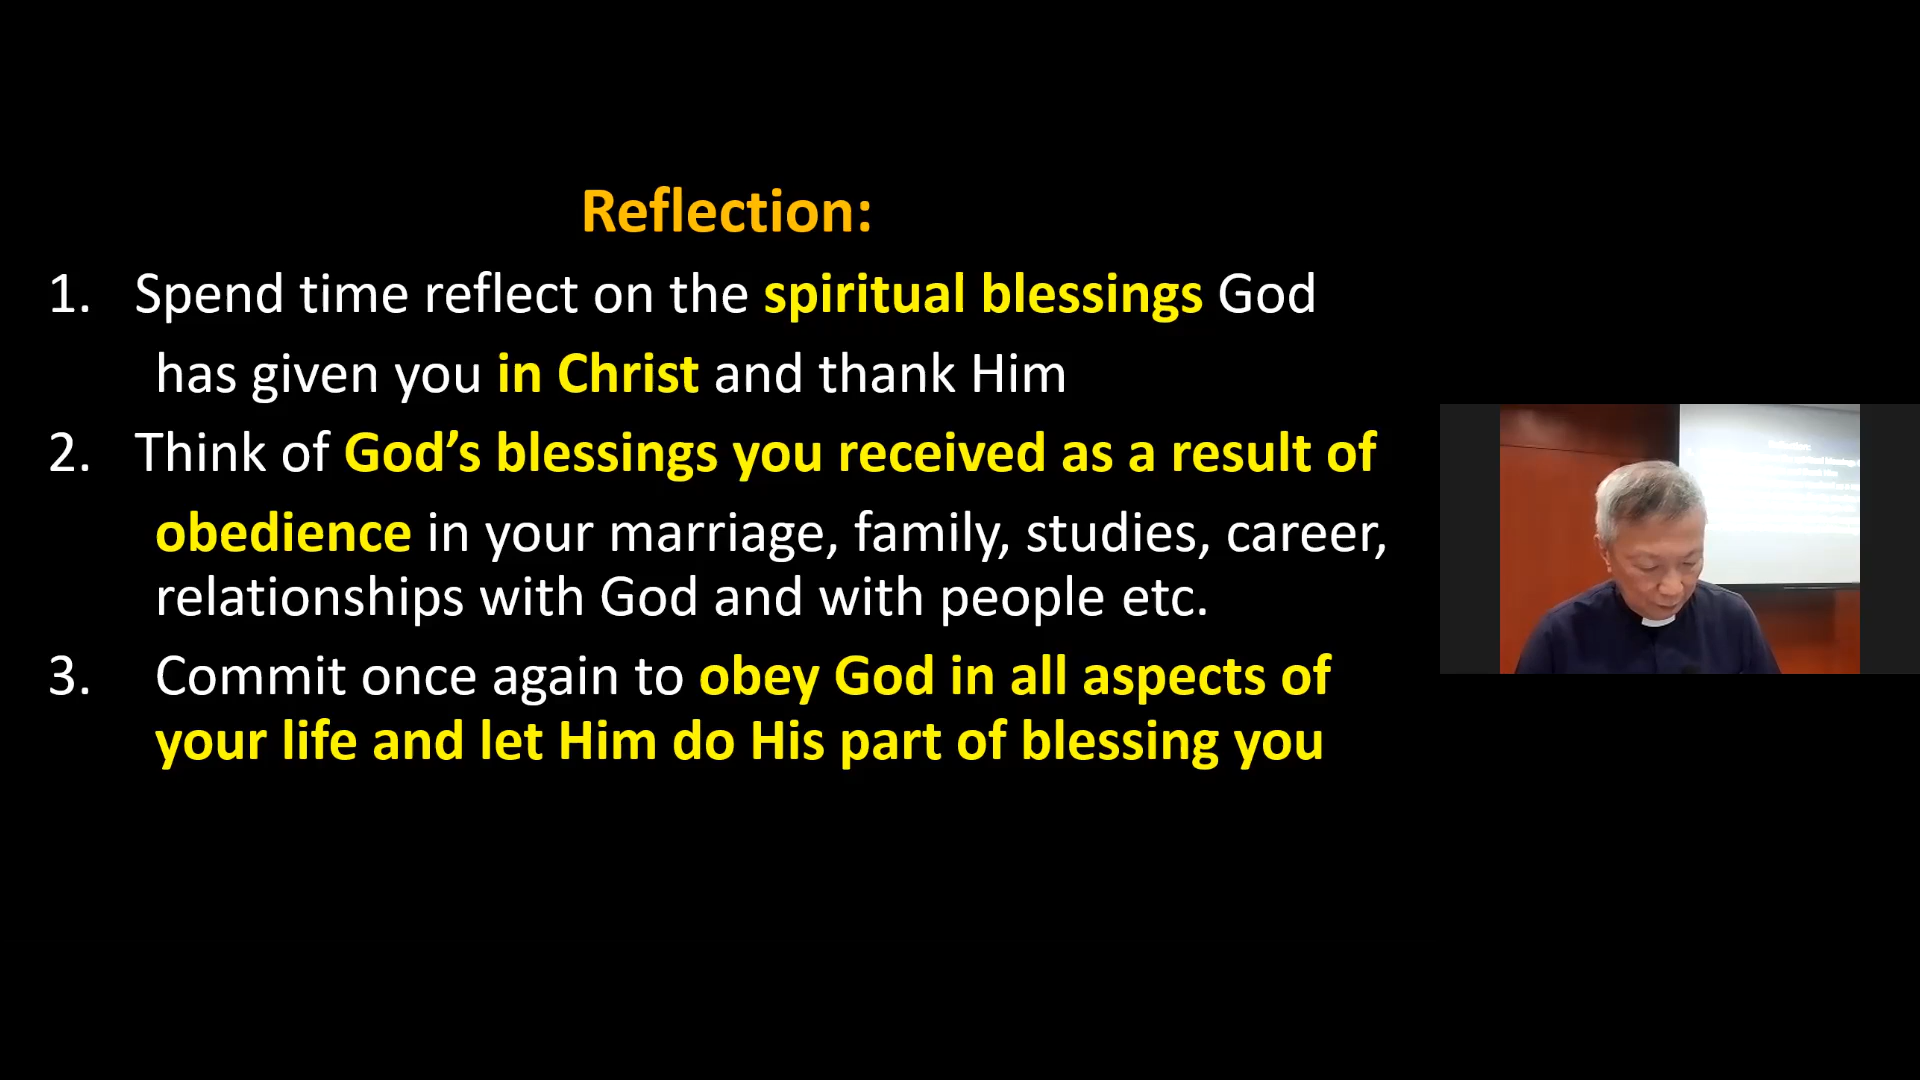 Reflection:
1. Spend time reflect on the spiritual blessings God
has given you in Christ and thank Him
2. Think of God’s blessings you received as a result of
obedience in your marriage, family, studies, career,
relationships with God and with people etc.
3. Commit once again to obey God in all aspects of
your life and let Him do His part of blessing you